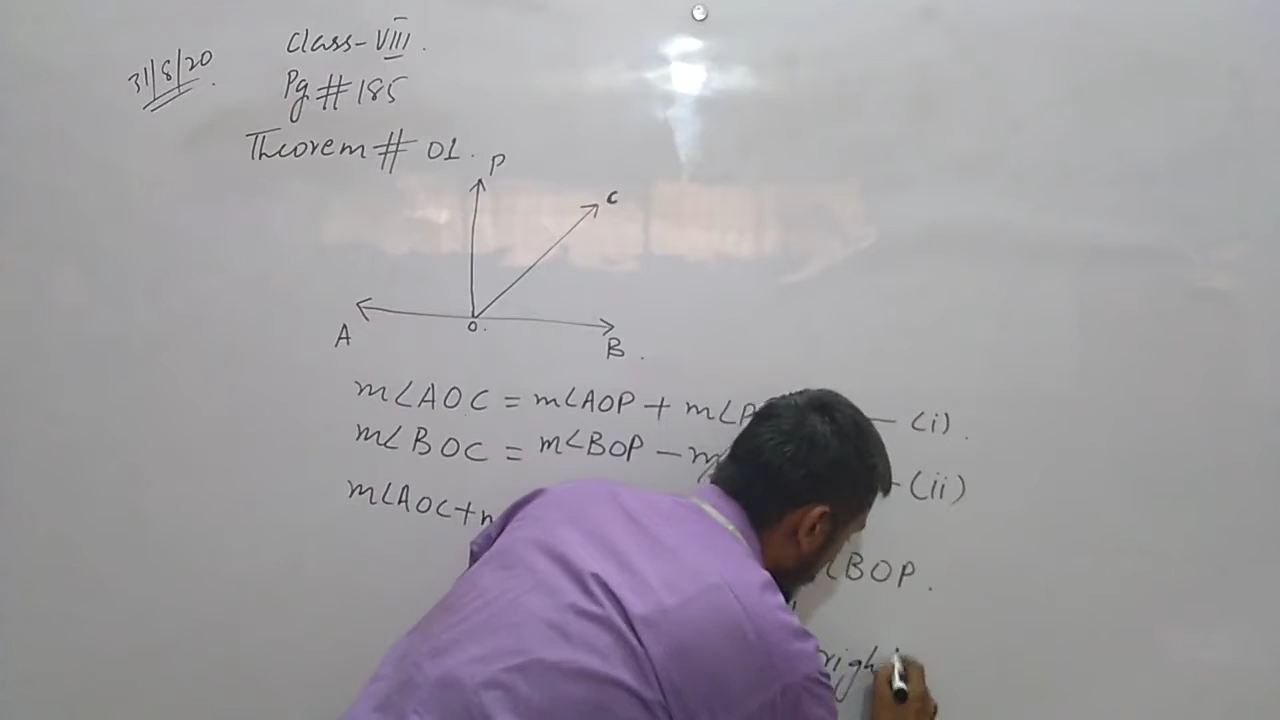 31/8/20
Class-VIII.
Pg # 185
Theorem # 01.
P
C
A
O.
B.
m∠AOC = m∠AOP + — (i).
m∠BOC = m∠BOP - — (ii)
m∠AOC +
∠BOP.